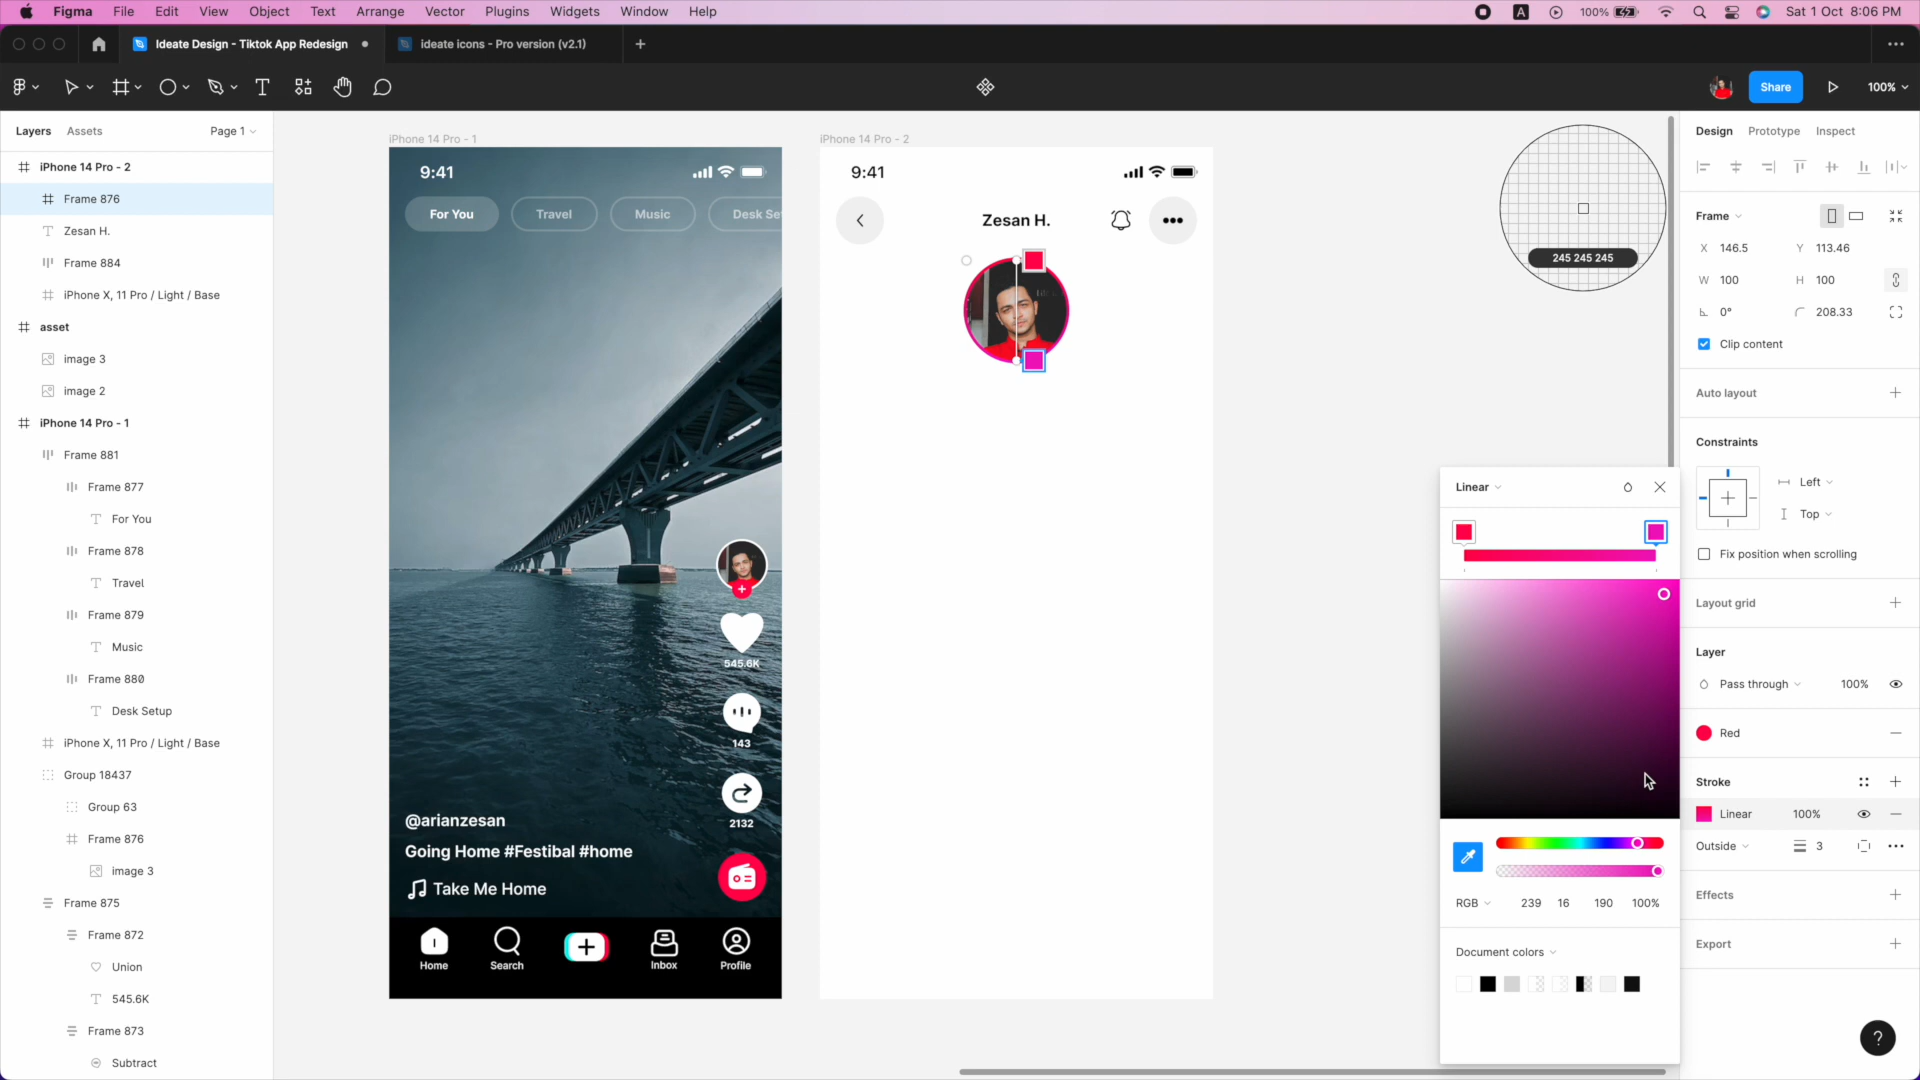 Figma File Edit View Object Text Arrange Vector Plugins Widgets Window Help
A 100% Sat 1 Oct 8:06 PM
Ideate Design - Tiktok App Redesign
ideate icons - Pro version (v2.1)
Share
100%
Layers Assets Page 1
iPhone 14 Pro - 2
Frame 876
Zesan H.
Frame 884
iPhone X, 11 Pro / Light / Base
asset
image 3
image 2
iPhone 14 Pro - 1
Frame 881
Frame 877
For You
Frame 878
Travel
Frame 879
Music
Frame 880
Desk Setup
iPhone X, 11 Pro / Light / Base
Group 18437
Group 63
Frame 876
image 3
Frame 875
Frame 872
Union
545.6K
Frame 873
Subtract
iPhone 14 Pro - 1
9:41
For You Travel Music Desk Se
545.6K
143
2132
@arianzesan
Going Home #Festibal #home
Take Me Home
Home Search Inbox Profile
iPhone 14 Pro - 2
9:41
Zesan H.
245 245 245
Linear
RGB 239 16 190 100%
Document colors
Design Prototype Inspect
Frame
X 146.5 Y 113.46
W 100 H 100
0° 208.33
Clip content
Auto layout
Constraints
Left
Top
Fix position when scrolling
Layout grid
Layer
Pass through 100%
Red
Stroke
Linear 100%
Outside 3
Effects
Export
?